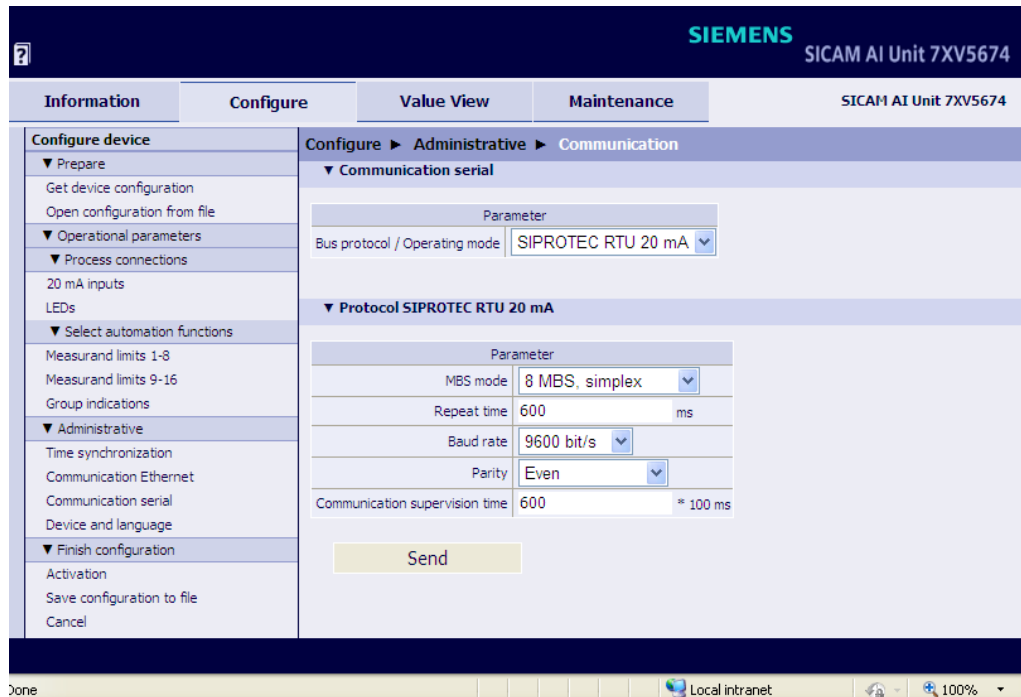 SIEMENS
SICAM AI Unit 7XV5674
?
Information Configure Value View Maintenance SICAM AI Unit 7XV5674
Configure device
▼ Prepare
Get device configuration
Open configuration from file
▼ Operational parameters
▼ Process connections
20 mA inputs
LEDs
▼ Select automation functions
Measurand limits 1-8
Measurand limits 9-16
Group indications
▼ Administrative
Time synchronization
Communication Ethernet
Communication serial
Device and language
▼ Finish configuration
Activation
Save configuration to file
Cancel
Configure ► Administrative ► Communication
▼ Communication serial
Parameter
Bus protocol / Operating mode SIPROTEC RTU 20 mA
▼ Protocol SIPROTEC RTU 20 mA
Parameter
MBS mode 8 MBS, simplex
Repeat time 600 ms
Baud rate 9600 bit/s
Parity Even
Communication supervision time 600 * 100 ms
Send
Done Local intranet 100%